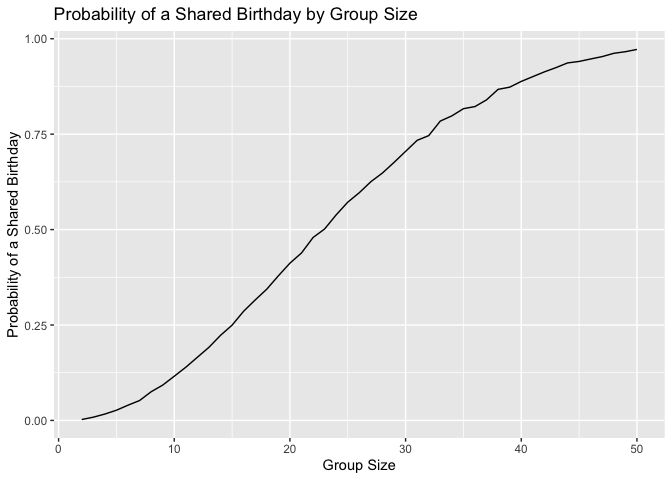 Probability of a Shared Birthday by Group Size
1.00
0.75
0.50
0.25
0.00
Probability of a Shared Birthday
0 10 20 30 40 50
Group Size